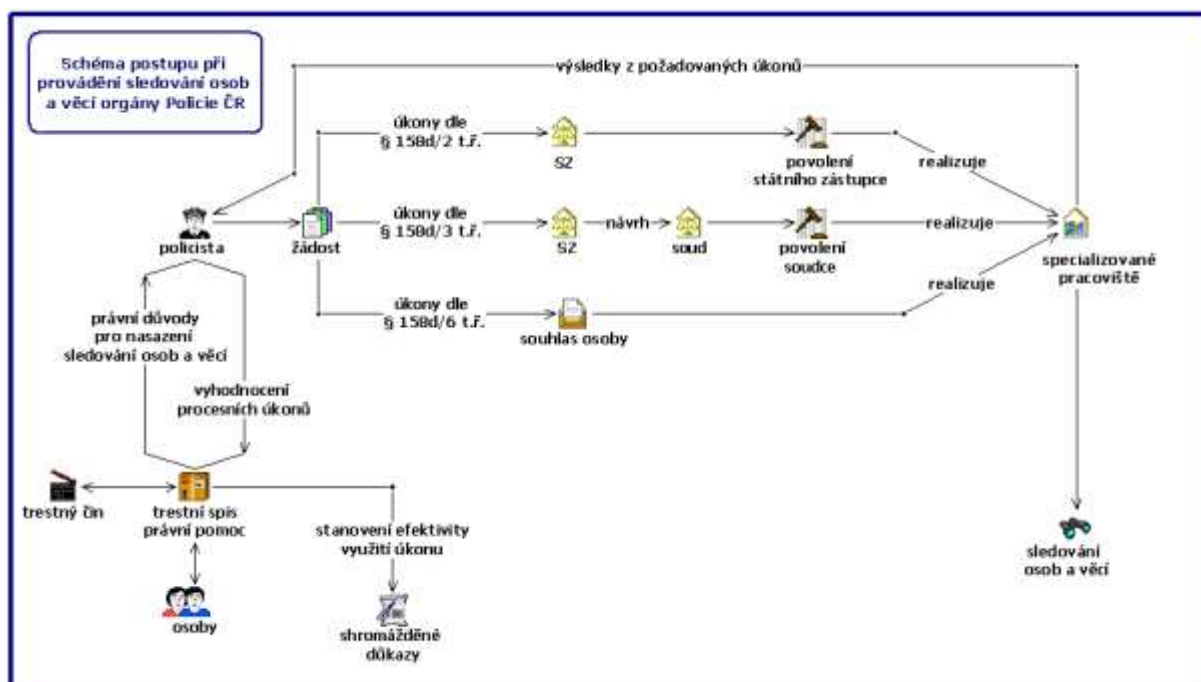 Schéma postupu při
provádění sledování osob
a věcí orgány Policie ČR
výsledky z požadovaných úkonů
úkony dle
§ 158d/2 t.ř.
SZ
povolení
státního zástupce
realizuje
policista
žádost
úkony dle
§ 158d/3 t.ř.
SZ
návrh
soud
povolení
soudce
realizuje
specializované
pracoviště
úkony dle
§ 158d/6 t.ř.
souhlas osoby
realizuje
právní důvody
pro nasazení
sledování osob a věcí
vyhodnocení
procesních úkonů
trestný čin
trestní spis
právní pomoc
stanovení efektivity
využití úkonu
sledování
osob a věcí
osoby
shromážděné
důkazy